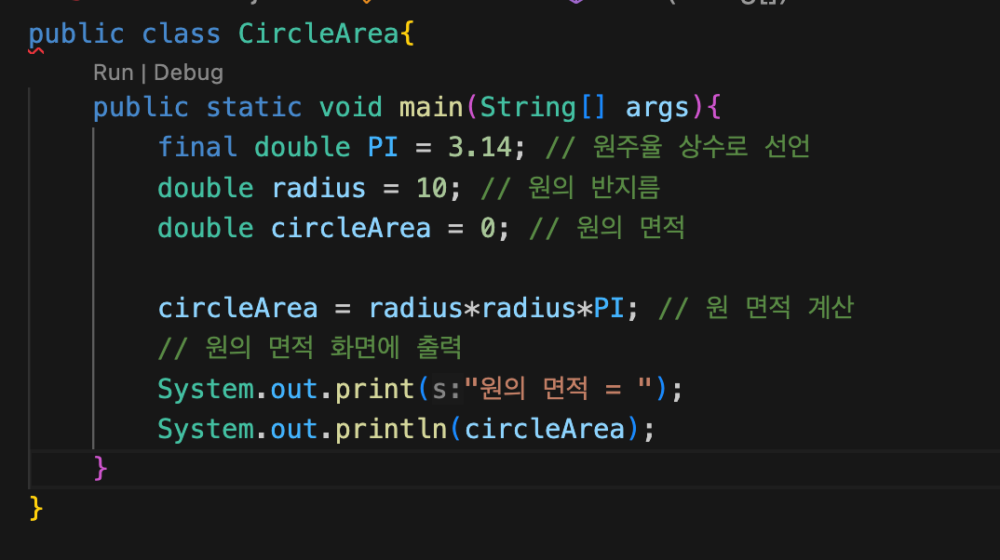 public class CircleArea{
Run | Debug
public static void main(String[] args){
final double PI = 3.14; // 원주율 상수로 선언
double radius = 10; // 원의 반지름
double circleArea = 0; // 원의 면적
circleArea = radius*radius*PI; // 원 면적 계산
// 원의 면적 화면에 출력
System.out.print(s:"원의 면적 = ");
System.out.println(circleArea);
}
}